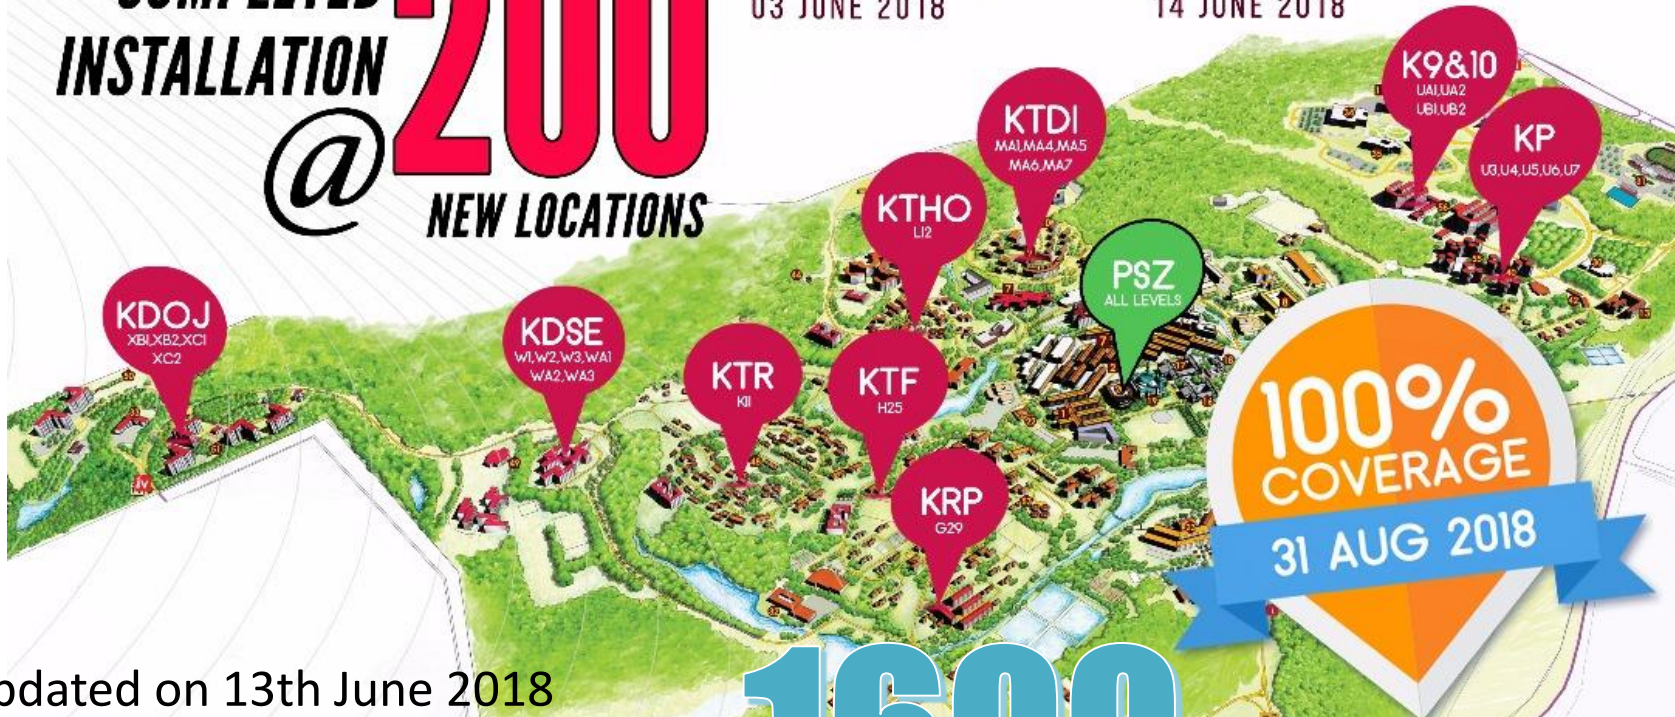 COMPLETED
INSTALLATION
@
200
NEW LOCATIONS
03 JUNE 2018
14 JUNE 2018
K9&10
UA1,UA2
UB1,UB2
KP
U3,U4,U5,U6,U7
KTDI
MA1,MA4,MA5
MA6,MA7
KTHO
L12
PSZ
ALL LEVELS
KDOJ
XB1,XB2,XC1
XC2
KDSE
W1,W2,W3,WA1
WA2,WA3
KTR
K11
KTF
H25
KRP
G29
100%
COVERAGE
31 AUG 2018
pdated on 13th June 2018
1600